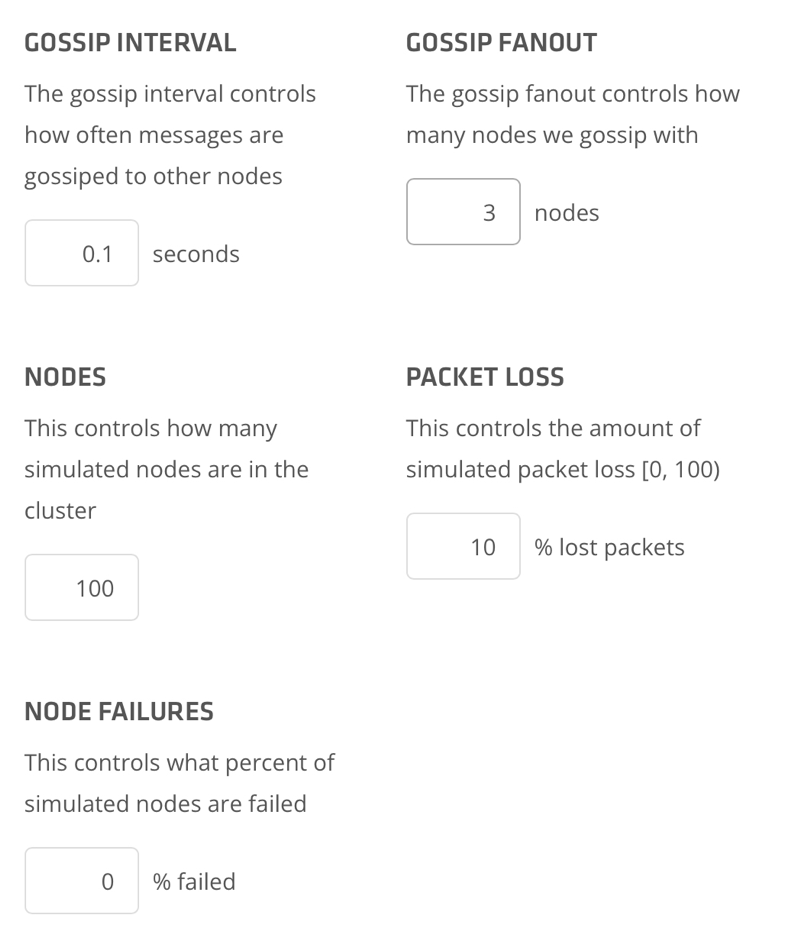 GOSSIP INTERVAL
The gossip interval controls
how often messages are
gossiped to other nodes
0.1 seconds
GOSSIP FANOUT
The gossip fanout controls how
many nodes we gossip with
3 nodes
NODES
This controls how many
simulated nodes are in the
cluster
100
PACKET LOSS
This controls the amount of
simulated packet loss [0, 100)
10 % lost packets
NODE FAILURES
This controls what percent of
simulated nodes are failed
0 % failed